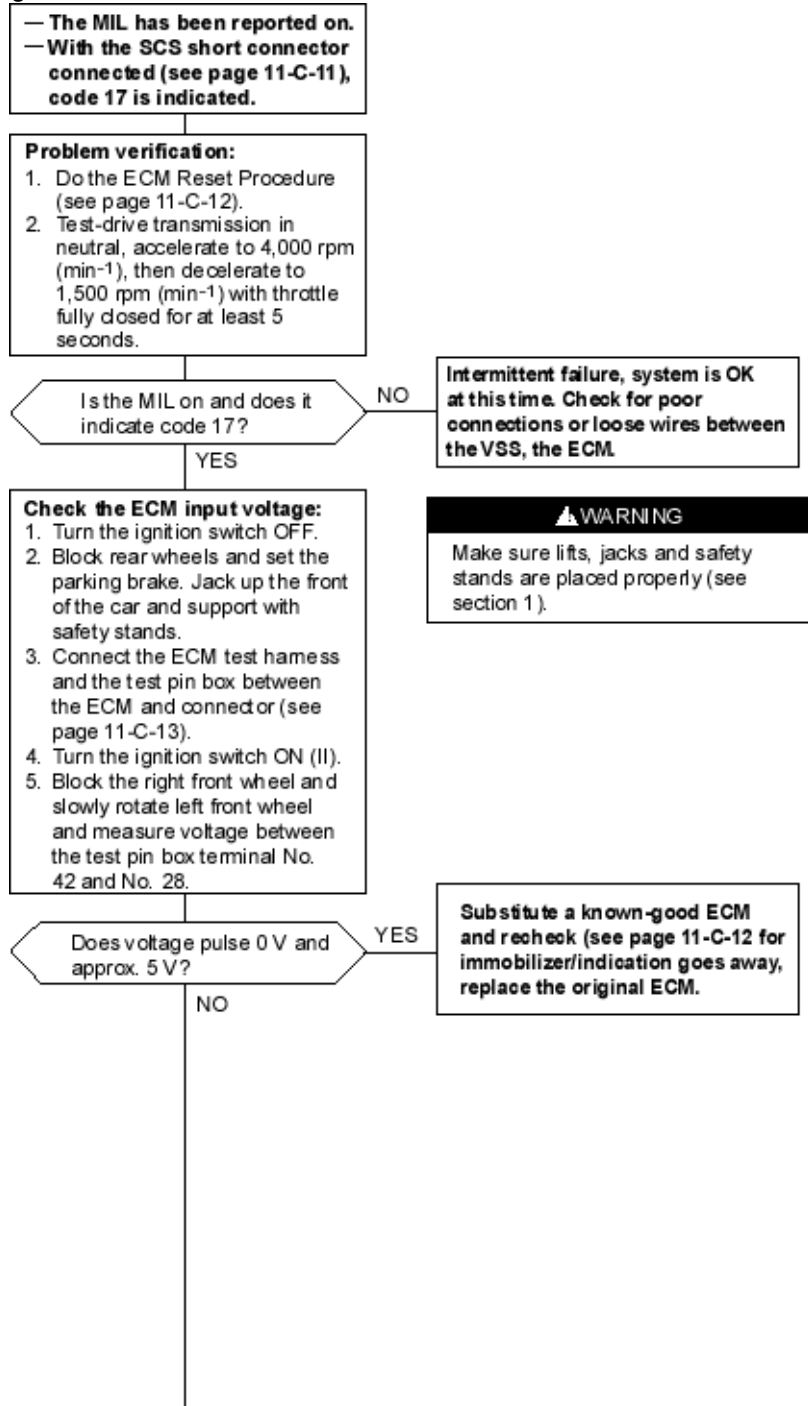 — The MIL has been reported on.
— With the SCS short connector
connected (see page 11-C-11),
code 17 is indicated.
Problem verification:
1. Do the ECM Reset Procedure
(see page 11-C-12).
2. Test-drive transmission in
neutral, accelerate to 4,000 rpm
(min-1), then decelerate to
1,500 rpm (min-1) with throttle
fully closed for at least 5
seconds.
Is the MIL on and does it
indicate code 17?
NO
Intermittent failure, system is OK
at this time. Check for poor
connections or loose wires between
the VSS, the ECM.
YES
Check the ECM input voltage:
1. Turn the ignition switch OFF.
2. Block rear wheels and set the
parking brake. Jack up the front
of the car and support with
safety stands.
3. Connect the ECM test harness
and the test pin box between
the ECM and connector (see
page 11-C-13).
4. Turn the ignition switch ON (II).
5. Block the right front wheel and
slowly rotate left front wheel
and measure voltage between
the test pin box terminal No.
42 and No. 28.
WARNING
Make sure lifts, jacks and safety
stands are placed properly (see
section 1).
Does voltage pulse 0 V and
approx. 5 V?
YES
Substitute a known-good ECM
and recheck (see page 11-C-12 for
immobilizer/indication goes away,
replace the original ECM.
NO